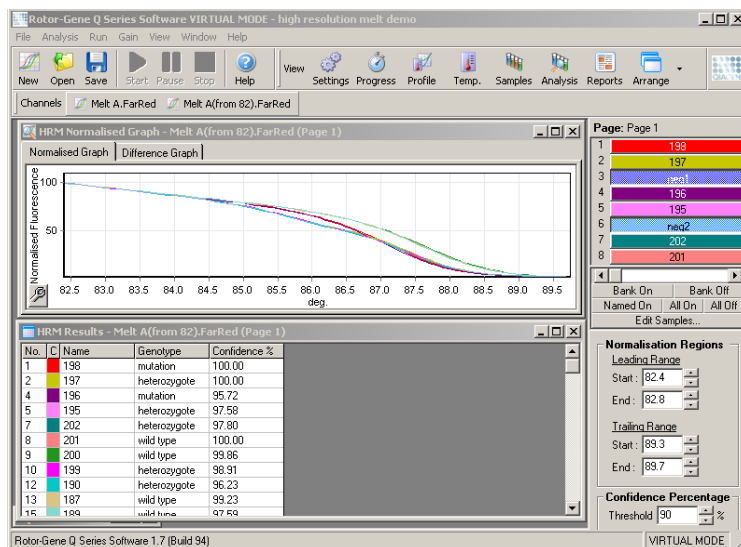 Rotor-Gene Q Series Software VIRTUAL MODE - high resolution melt demo
File Analysis Run Gain View Window Help
New Open Save Start Pause Stop Help View Settings Progress Profile Temp. Samples Analysis Reports Arrange
Channels Melt A.FarRed Melt A(from 82).FarRed
HRM Normalised Graph - Melt A(from 82).FarRed (Page 1)
Normalised Graph Difference Graph
Normalised Fluorescence
100
50
82.5 83.0 83.5 84.0 84.5 85.0 85.5 86.0 86.5 87.0 87.5 88.0 88.5 89.0 89.5
deg.
HRM Results - Melt A(from 82).FarRed (Page 1)
No. C Name Genotype Confidence %
1 198 mutation 100.00
2 197 heterozygote 100.00
4 196 mutation 95.72
5 195 heterozygote 97.58
7 202 heterozygote 97.80
8 201 wild type 100.00
9 200 wild type 99.86
10 199 heterozygote 98.91
12 190 heterozygote 96.23
13 187 wild type 99.23
15 189 wild type 97.59
Page: Page 1
1 198
2 197
3 neg1
4 196
5 195
6 neg2
7 202
8 201
Bank On Bank Off
Named On All On All Off
Edit Samples...
Normalisation Regions
Leading Range
Start : 82.4
End : 82.8
Trailing Range
Start : 89.3
End : 89.7
Confidence Percentage
Threshold 90 %
Rotor-Gene Q Series Software 1.7 (Build 94) VIRTUAL MODE